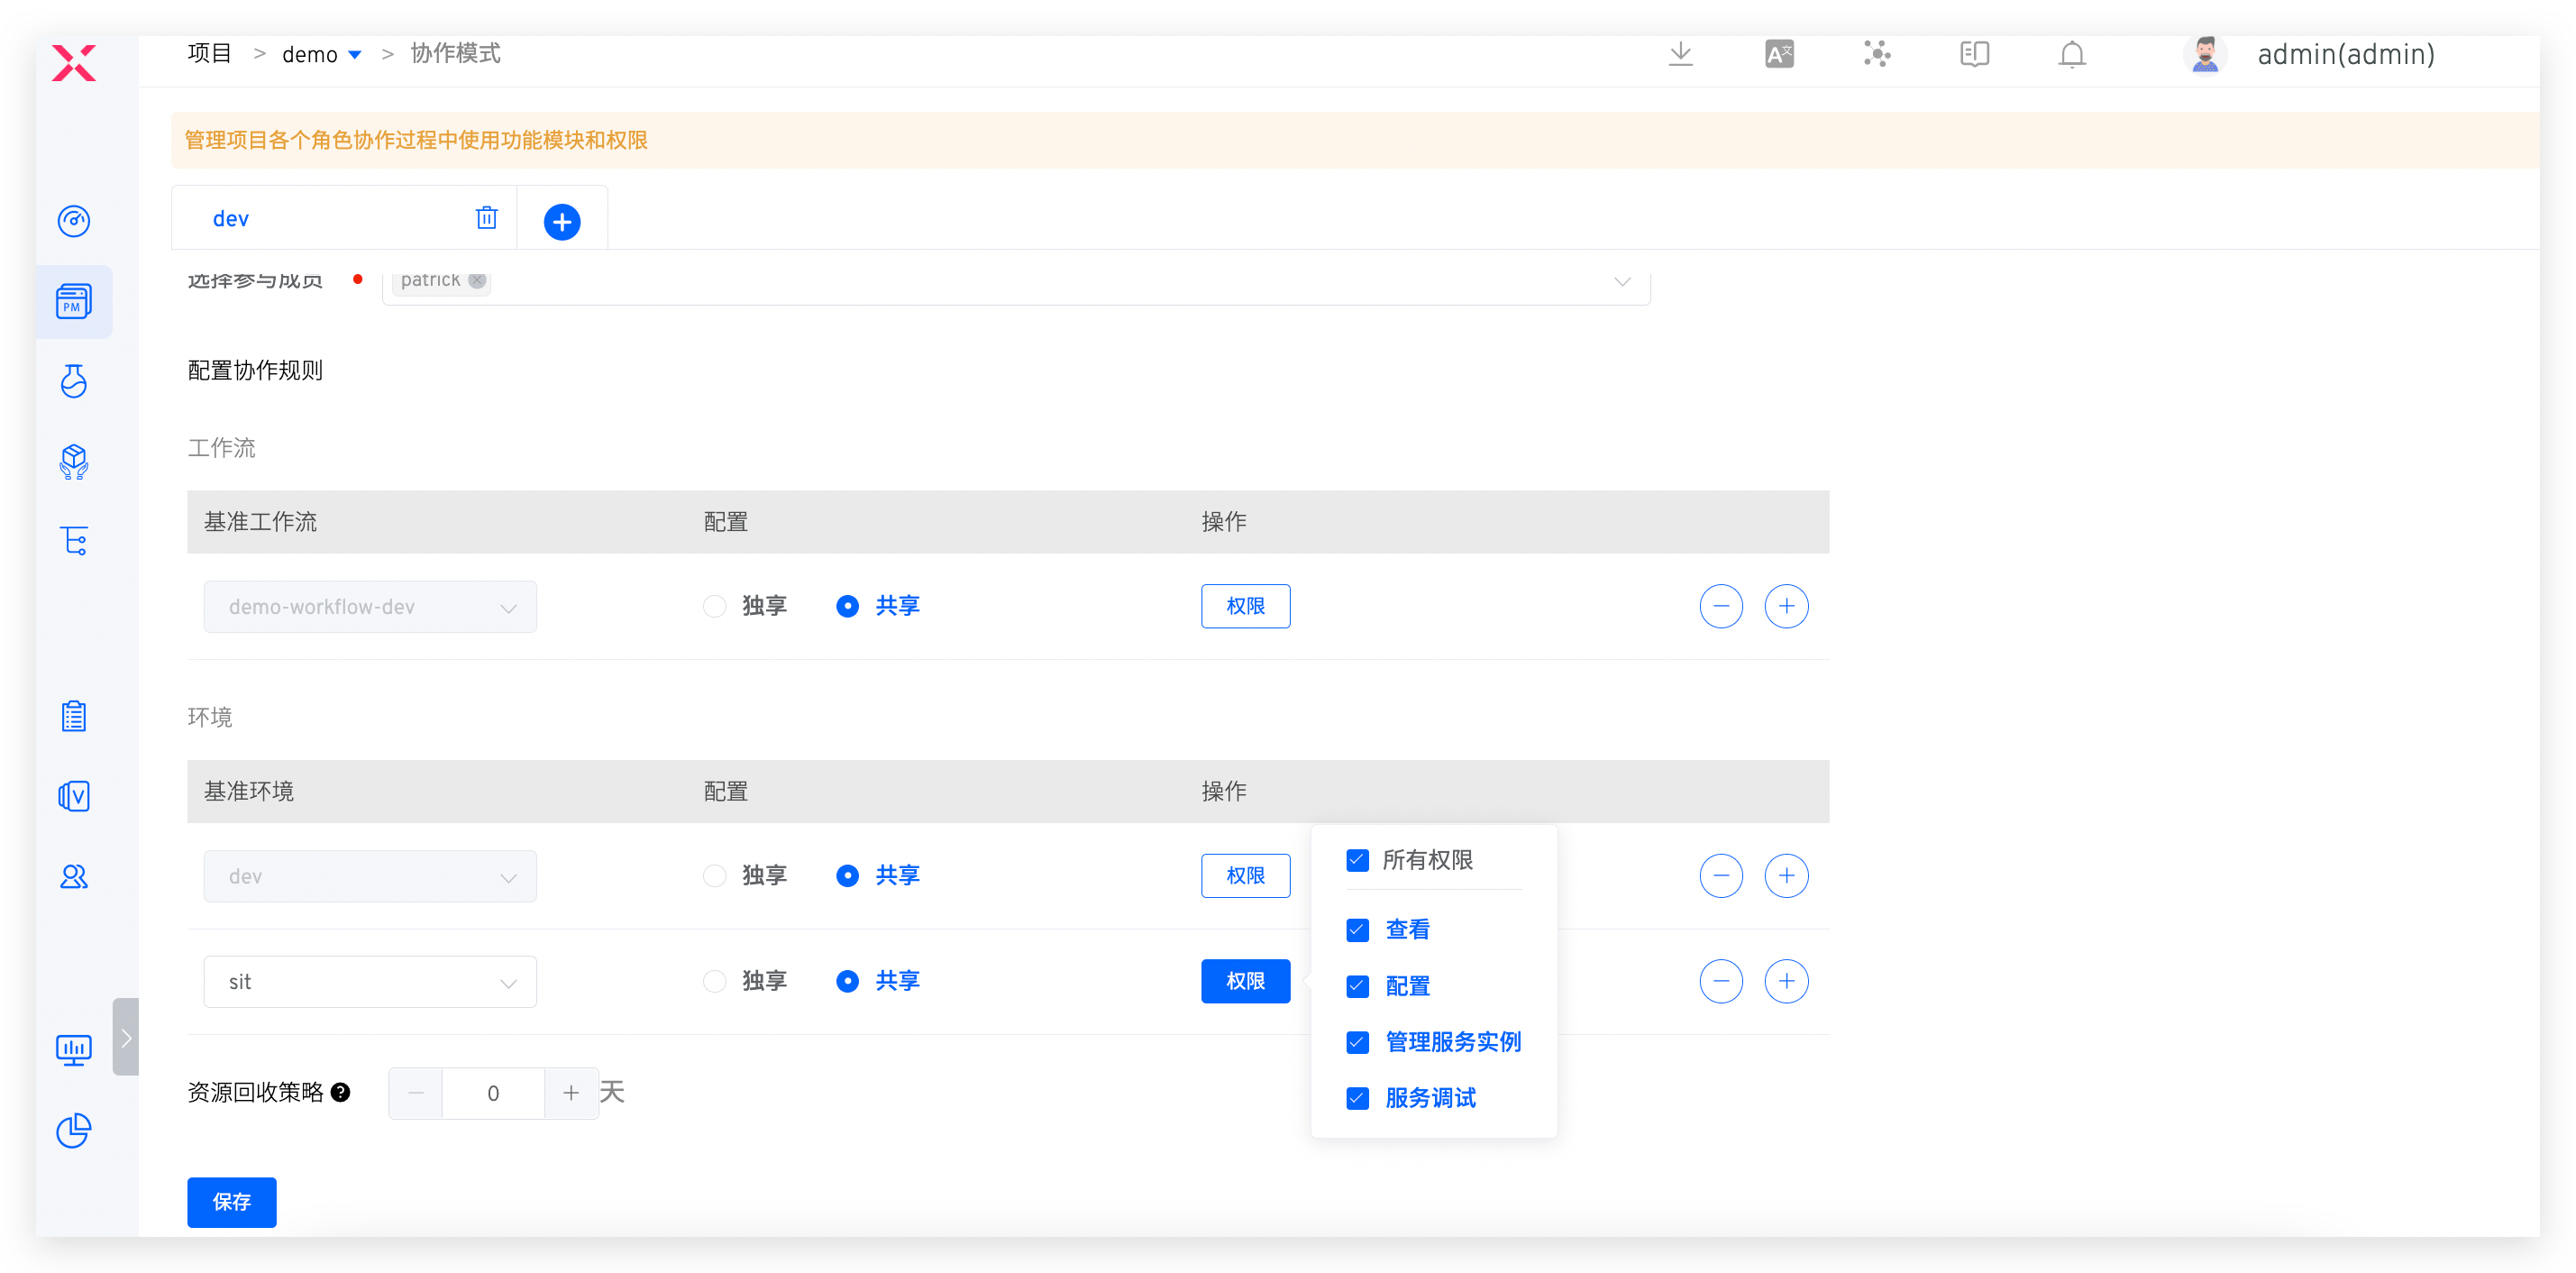 项目 > demo > 协作模式
A文
admin(admin)
管理项目各个角色协作过程中使用功能模块和权限
dev
PM
选择参与成员
patrick
配置协作规则
工作流
基准工作流 配置 操作
demo-workflow-dev 独享 共享 权限
环境
基准环境 配置 操作
所有权限
dev 独享 共享 权限
查看
sit 独享 共享 权限
配置
管理服务实例
服务调试
资源回收策略 ? 0 天
保存
V